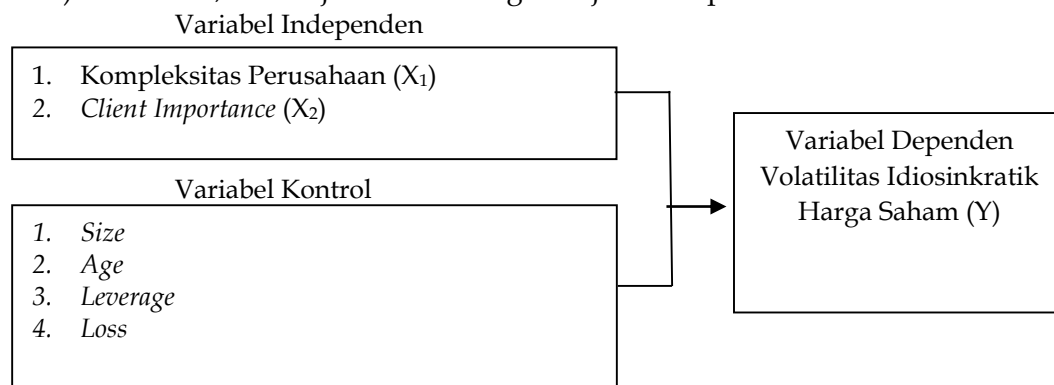 Variabel Independen
1. Kompleksitas Perusahaan (X1)
2. Client Importance (X2)
Variabel Dependen
Volatilitas Idiosinkratik
Harga Saham (Y)
Variabel Kontrol
1. Size
2. Age
3. Leverage
4. Loss